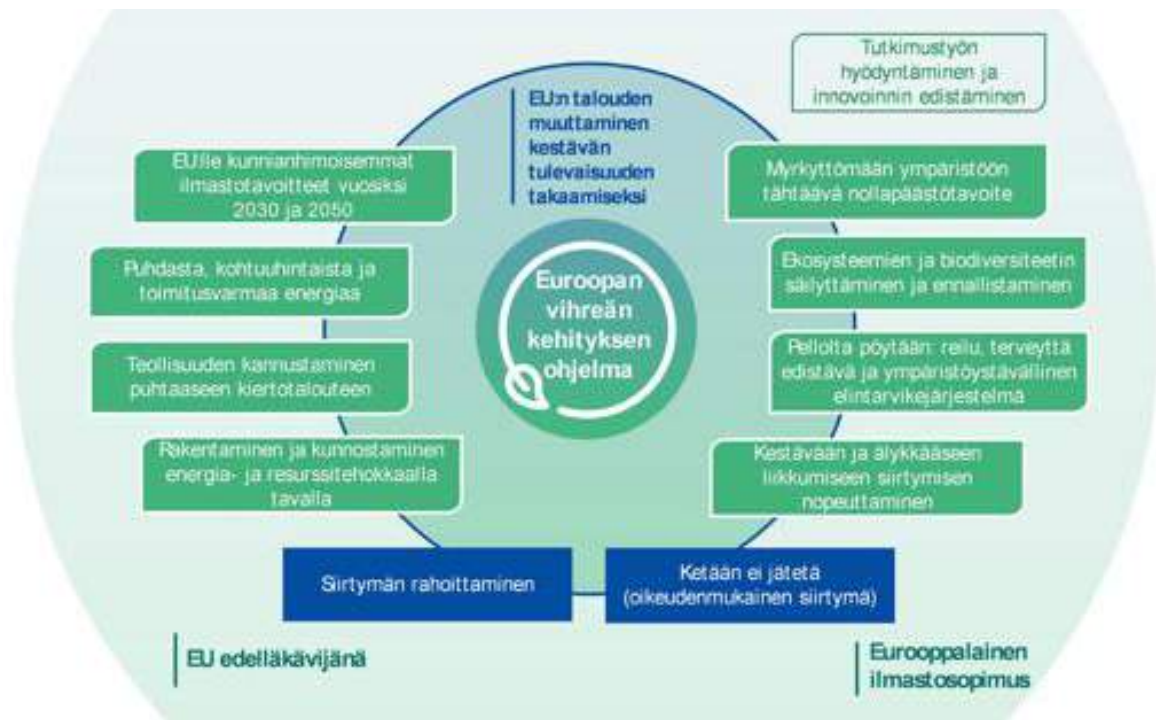 Tutkimustyön
hyödyntäminen ja
innovoinnin edistäminen
EU:n talouden
muuttaminen
kestävän
tulevaisuuden
takaamiseksi
EU:lle kunnianhimoisemmat
ilmastotavoitteet vuosiksi
2030 ja 2050
Puhdasta, kohtuuhintaista ja
toimitusvarmaa energiaa
Teollisuuden kannustaminen
puhtaaseen kiertotalouteen
Rakentaminen ja kunnostaminen
energia- ja resurssitehokkaalla
tavalla
Euroopan
vihreän
kehityksen
ohjelma
Myrkyttömään ympäristöön
tähtäävä nollapäästötavoite
Ekosysteemien ja biodiversiteetin
säilyttäminen ja ennallistaminen
Pellolta pöytään: reilu, terveyttä
edistävä ja ympäristöystävällinen
elintarvikejärjestelmä
Kestävään ja älykkääseen
liikkumiseen siirtymisen
nopeuttaminen
Siirtymän rahoittaminen
Ketään ei jätetä
(oikeudenmukainen siirtymä)
EU edelläkävijänä
Eurooppalainen
ilmastosopimus